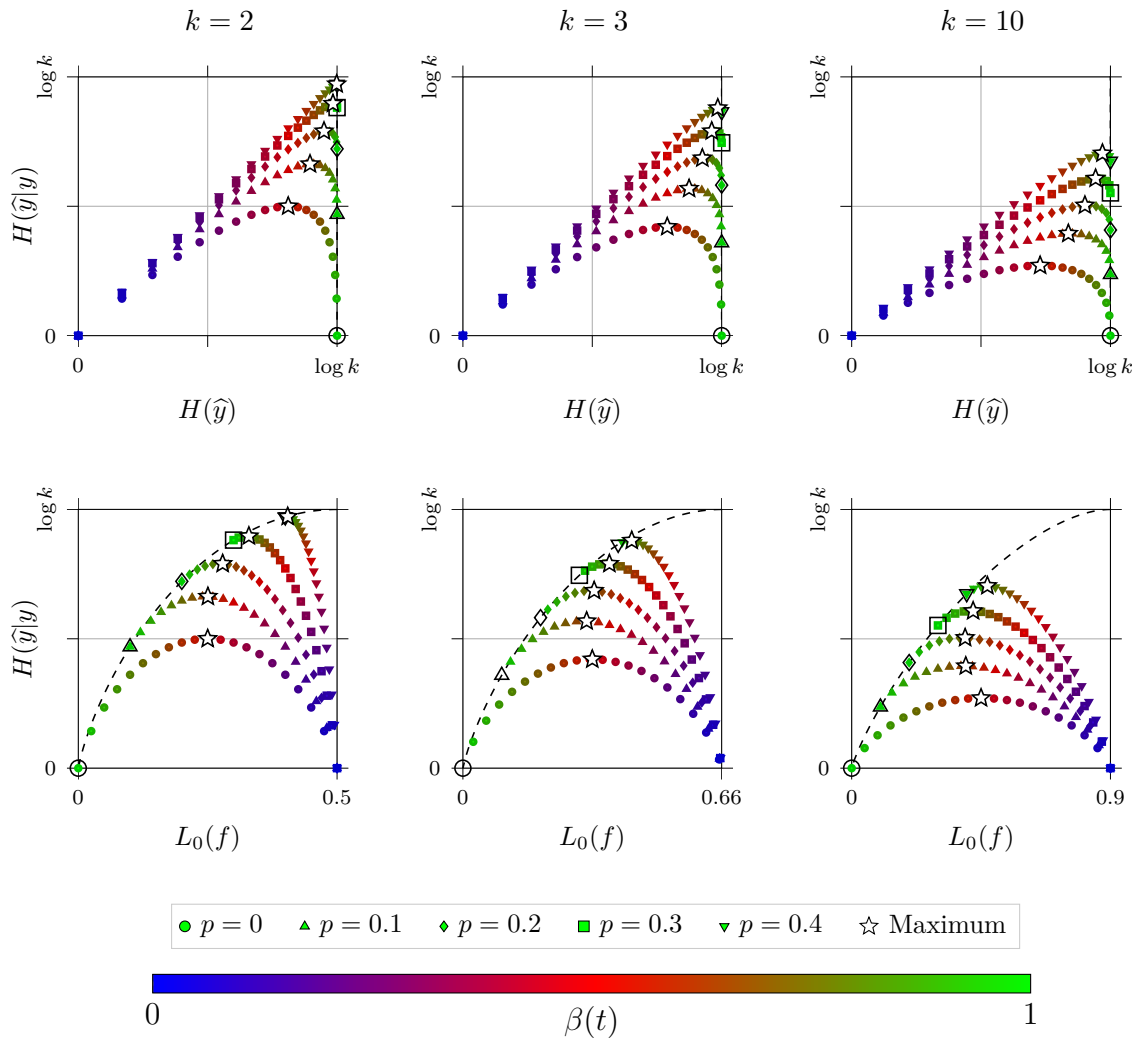 k = 2
k = 3
k = 10
log k
log k
log k
H(ŷ|y)
0
0
0
0
log k
0
log k
0
log k
H(ŷ)
H(ŷ)
H(ŷ)
log k
log k
log k
H(ŷ|y)
0
0
0
0
0.5
0
0.66
0
0.9
L₀(f)
L₀(f)
L₀(f)
p = 0
p = 0.1
p = 0.2
p = 0.3
p = 0.4
Maximum
0
β(t)
1